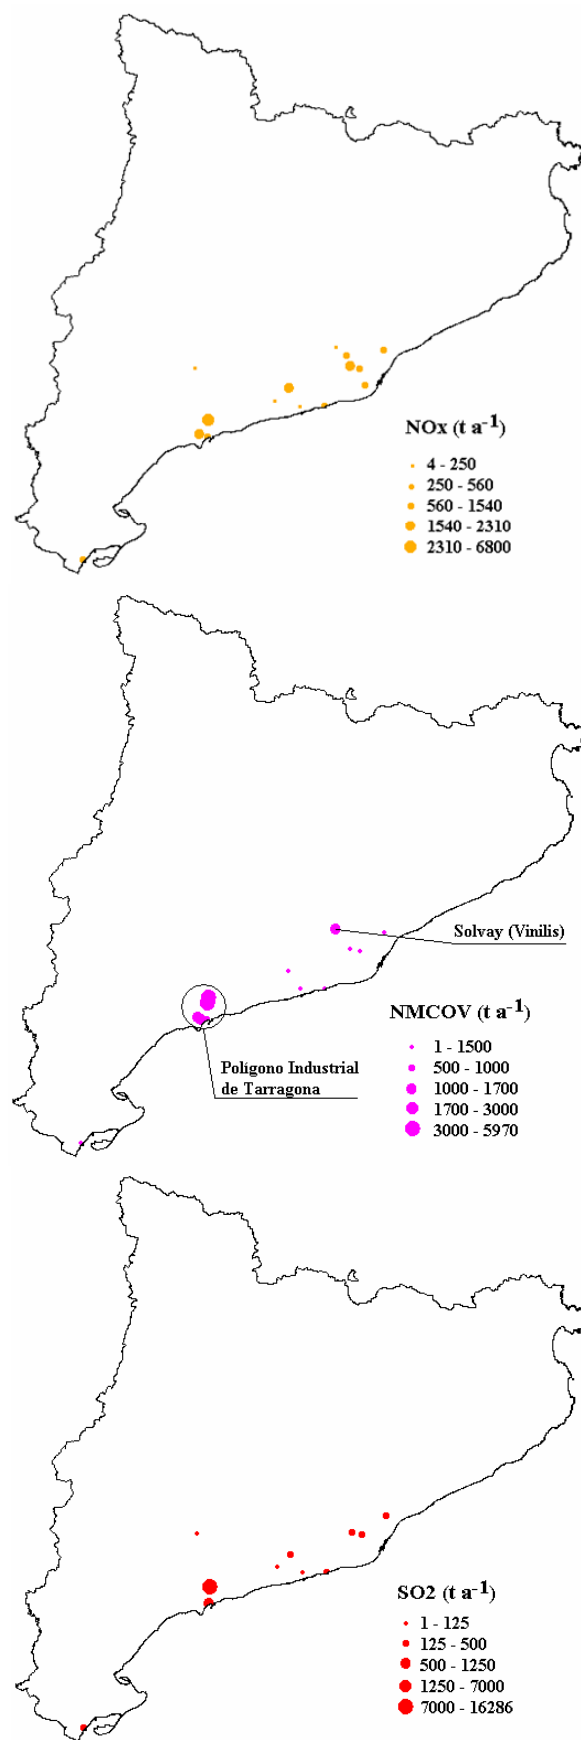 NOx (t a-1)
4 - 250
250 - 560
560 - 1540
1540 - 2310
2310 - 6800
Solvay (Vinilis)
NMCOV (t a-1)
Polígono Industrial
de Tarragona
1 - 1500
500 - 1000
1000 - 1700
1700 - 3000
3000 - 5970
SO2 (t a-1)
1 - 125
125 - 500
500 - 1250
1250 - 7000
7000 - 16286